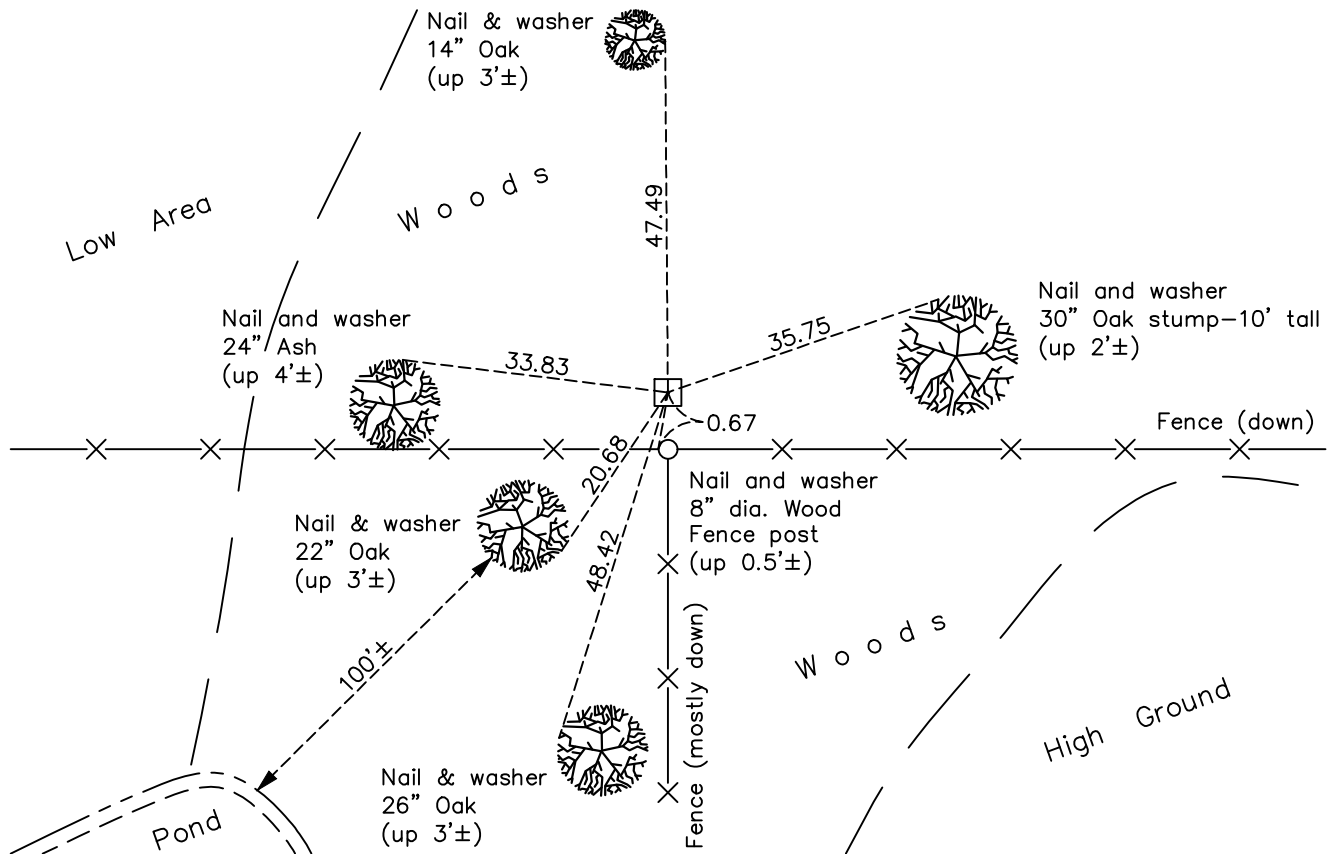 Nail & washer
14” Oak
(up 3’±)
Woods
Low Area
47.49
Nail and washer
30” Oak stump-10’ tall
(up 2’±)
Nail and washer
24” Ash
(up 4’±)
33.83
35.75
0.67
Fence (down)
20.68
Nail and washer
8” dia. Wood
Fence post
(up 0.5’±)
Nail & washer
22” Oak
(up 3’±)
48.42
100’±
Fence (mostly down)
Woods
High Ground
Nail & washer
26” Oak
(up 3’±)
Pond